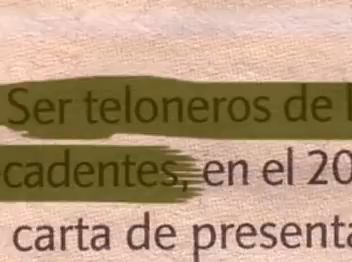 Ser teloneros de l
cadentes, en el 20
carta de presenta